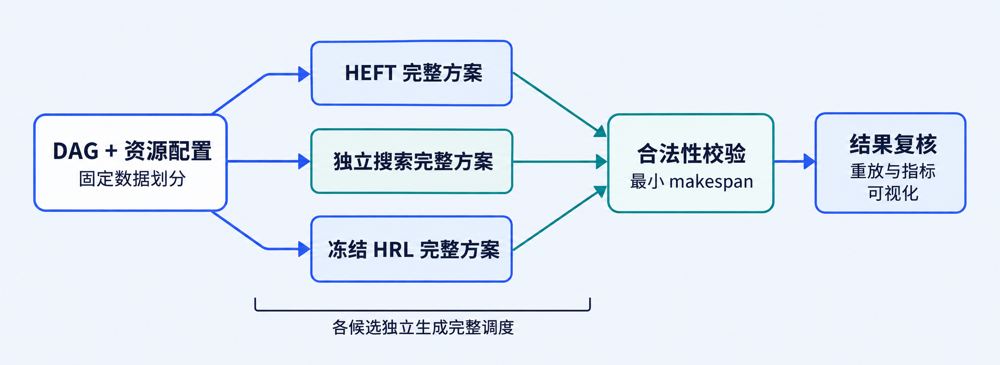 DAG + 资源配置
固定数据划分
HEFT 完整方案
独立搜索完整方案
冻结 HRL 完整方案
各候选独立生成完整调度
合法性校验
最小 makespan
结果复核
重放与指标
可视化